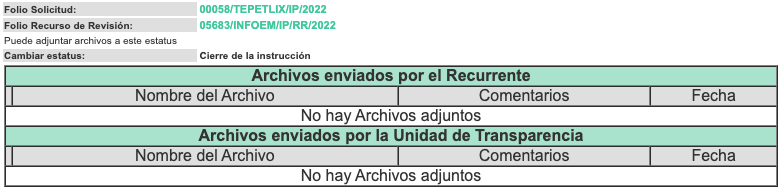 Folio Solicitud: 00058/TEPETLIX/IP/2022
Folio Recurso de Revisión: 05683/INFOEM/IP/RR/2022
Puede adjuntar archivos a este estatus
Cambiar estatus: Cierre de la instrucción
Archivos enviados por el Recurrente
Nombre del Archivo Comentarios Fecha
No hay Archivos adjuntos
Archivos enviados por la Unidad de Transparencia
Nombre del Archivo Comentarios Fecha
No hay Archivos adjuntos